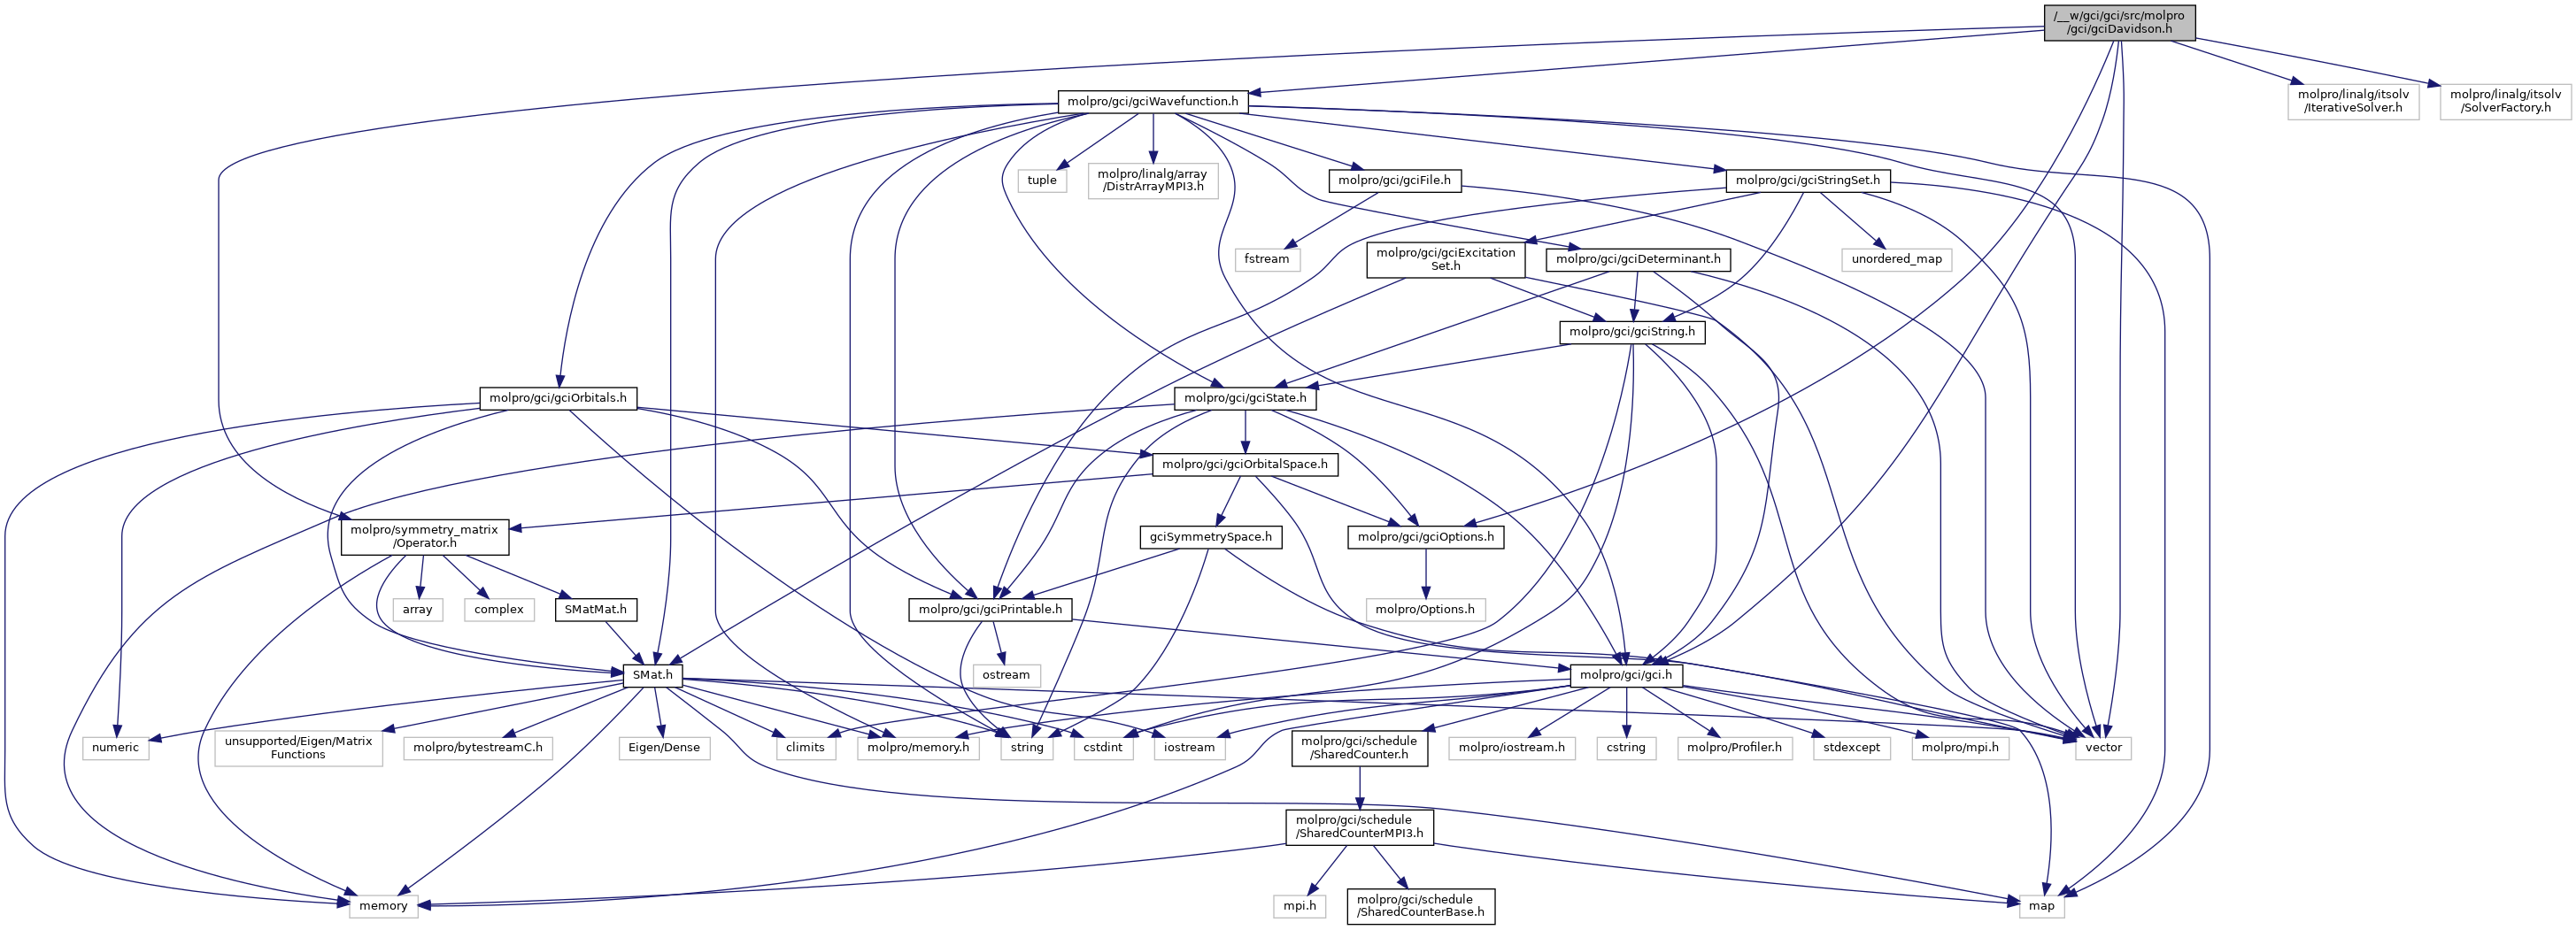 /__w/gci/gci/src/molpro
/gci/gciDavidson.h
molpro/gci/gciWavefunction.h
molpro/linalg/itsolv
/IterativeSolver.h
molpro/linalg/itsolv
/SolverFactory.h
tuple
molpro/linalg/array
/DistrArrayMPI3.h
molpro/gci/gciFile.h
molpro/gci/gciStringSet.h
fstream
molpro/gci/gciExcitation
Set.h
molpro/gci/gciDeterminant.h
unordered_map
molpro/gci/gciString.h
molpro/gci/gciOrbitals.h
molpro/gci/gciState.h
molpro/gci/gciOrbitalSpace.h
molpro/symmetry_matrix
/Operator.h
gciSymmetrySpace.h
molpro/gci/gciOptions.h
array
complex
SMatMat.h
molpro/gci/gciPrintable.h
molpro/Options.h
SMat.h
ostream
molpro/gci/gci.h
numeric
unsupported/Eigen/Matrix
Functions
molpro/bytestreamC.h
Eigen/Dense
climits
molpro/memory.h
string
cstdint
iostream
molpro/gci/schedule
/SharedCounter.h
molpro/iostream.h
cstring
molpro/Profiler.h
stdexcept
molpro/mpi.h
vector
molpro/gci/schedule
/SharedCounterMPI3.h
memory
mpi.h
molpro/gci/schedule
/SharedCounterBase.h
map